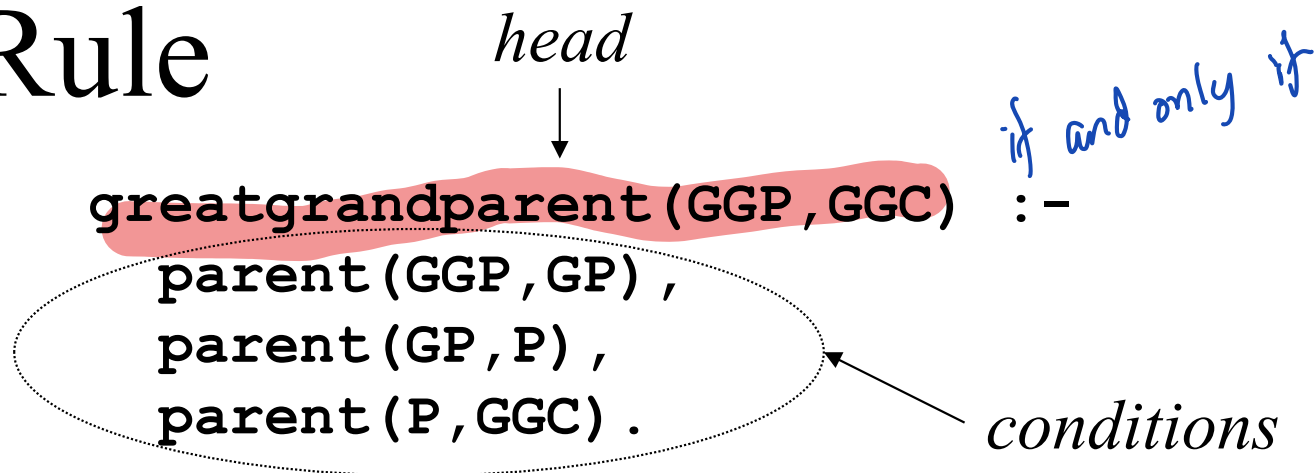 Rule
head
if and only if
greatgrandparent(GGP,GGC) :-
parent(GGP,GP),
parent(GP,P),
parent(P,GGC).
conditions